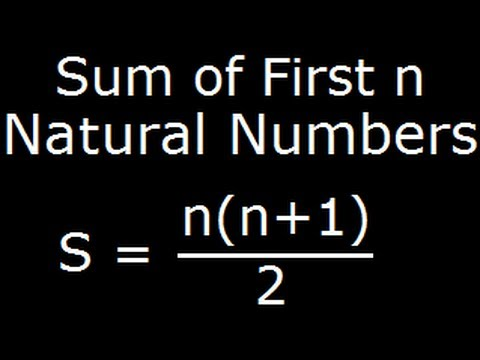 Sum of First n
Natural Numbers
S = n(n+1)/2